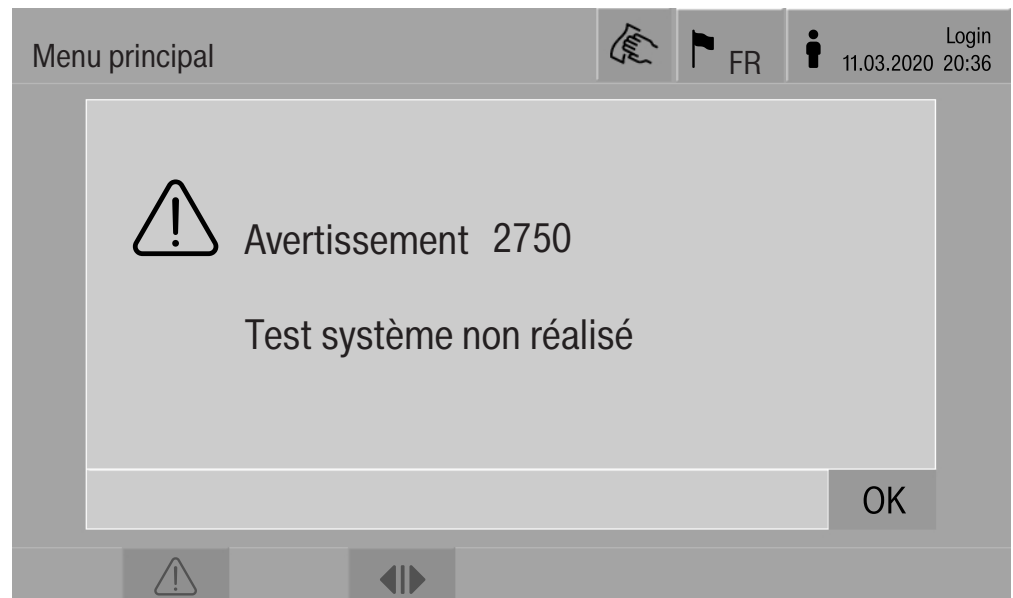 Menu principal
FR
Login
11.03.2020 20:36
Avertissement 2750
Test système non réalisé
OK